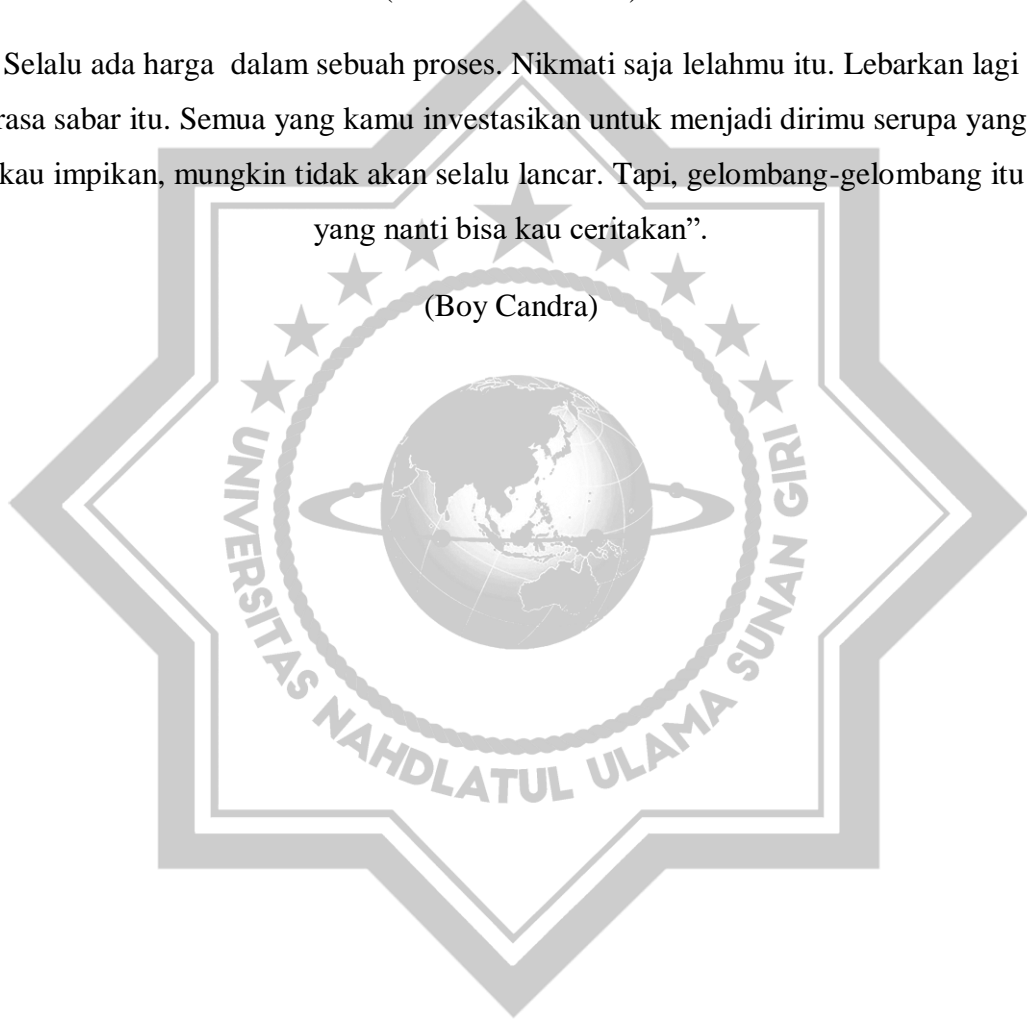 Selalu ada harga  dalam sebuah proses. Nikmati saja lelahmu itu. Lebarkan lagi
rasa sabar itu. Semua yang kamu investasikan untuk menjadi dirimu serupa yang
kau impikan, mungkin tidak akan selalu lancar. Tapi, gelombang-gelombang itu
yang nanti bisa kau ceritakan”.
(Boy Candra)
UNIVERSITAS NAHDLATUL ULAMA SUNAN GIRI